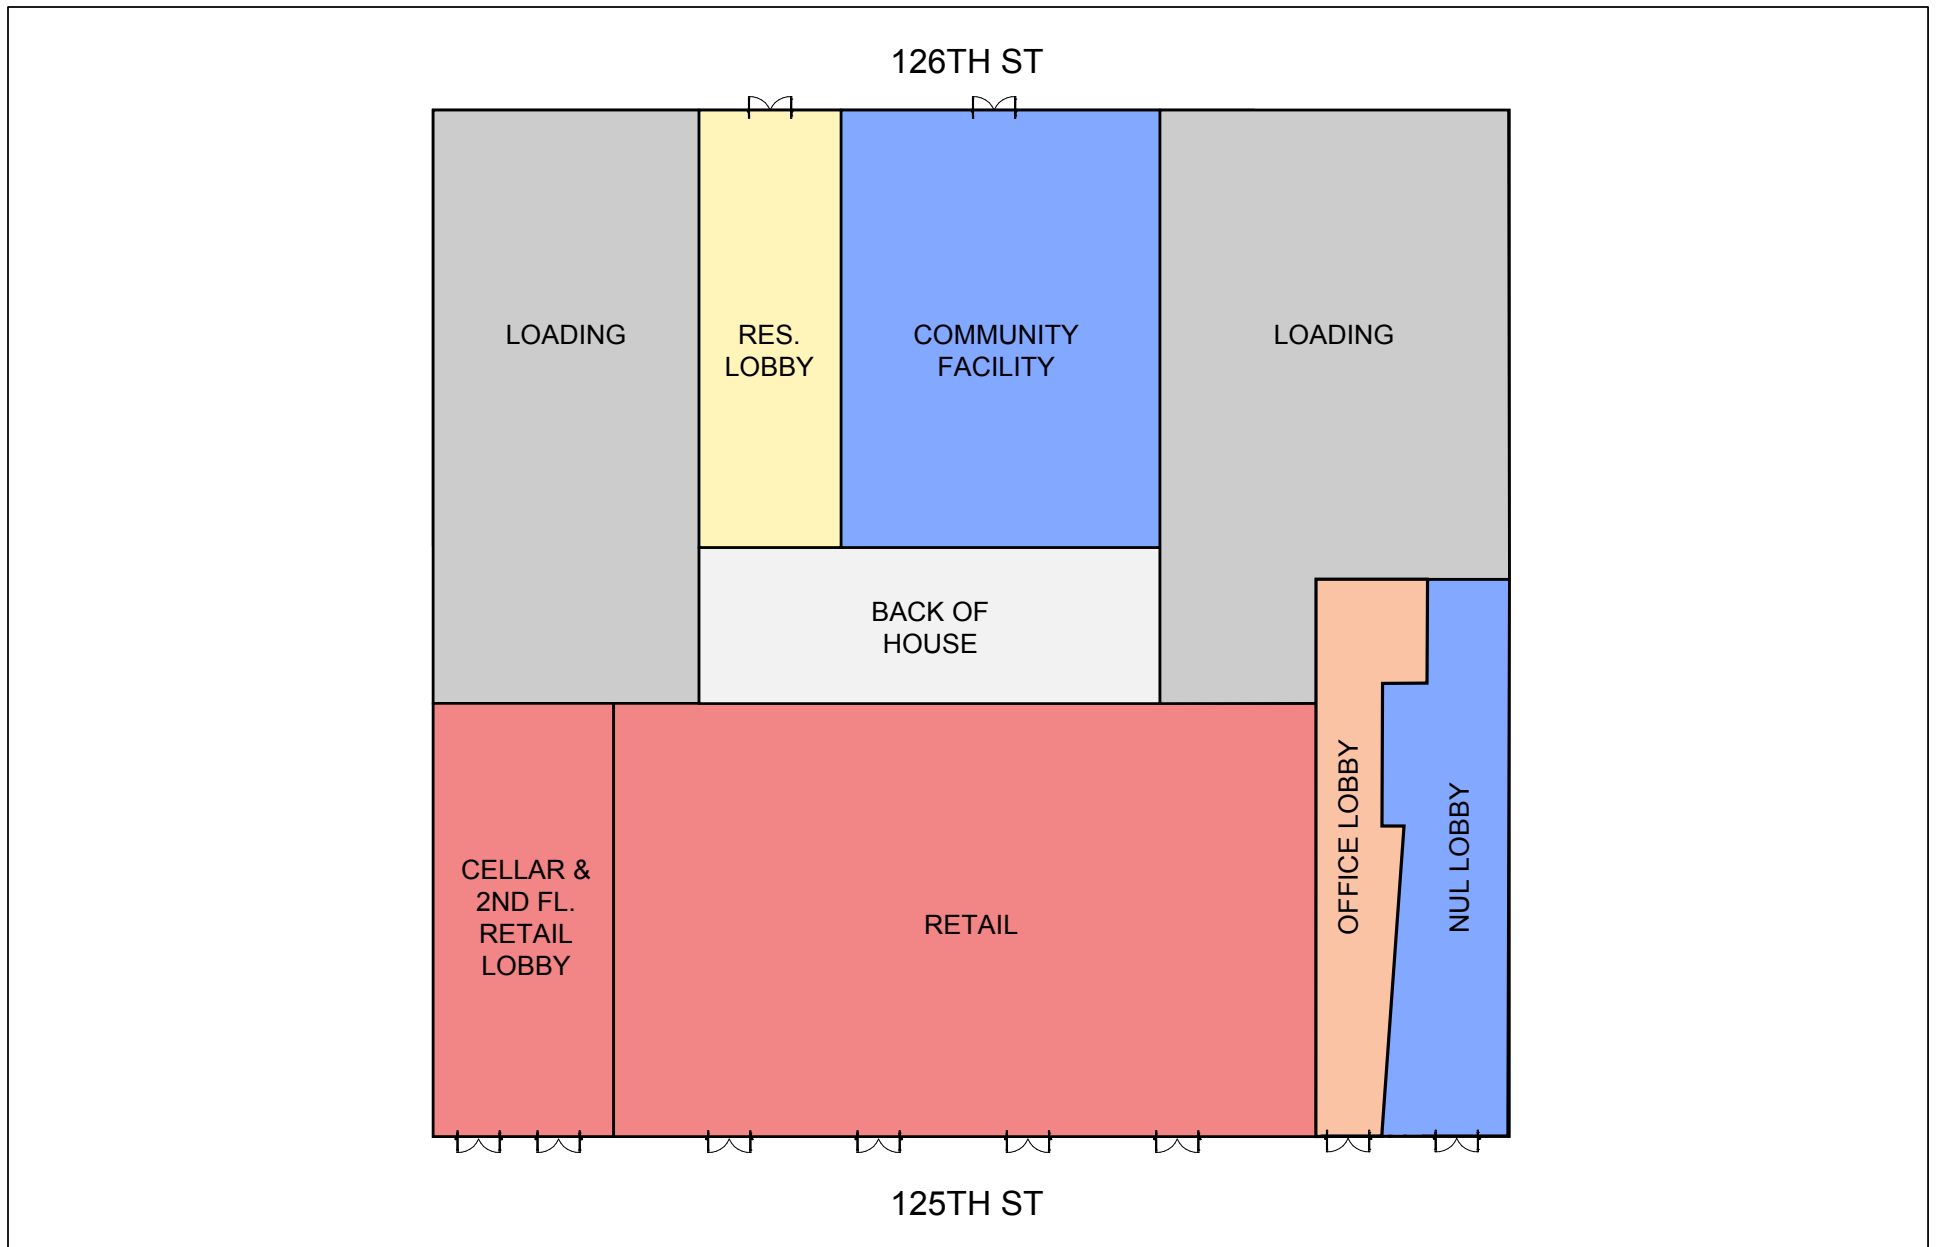 126TH ST
LOADING
RES.
LOBBY
COMMUNITY
FACILITY
LOADING
BACK OF
HOUSE
CELLAR &
2ND FL.
RETAIL
LOBBY
RETAIL
OFFICE LOBBY
NUL LOBBY
125TH ST